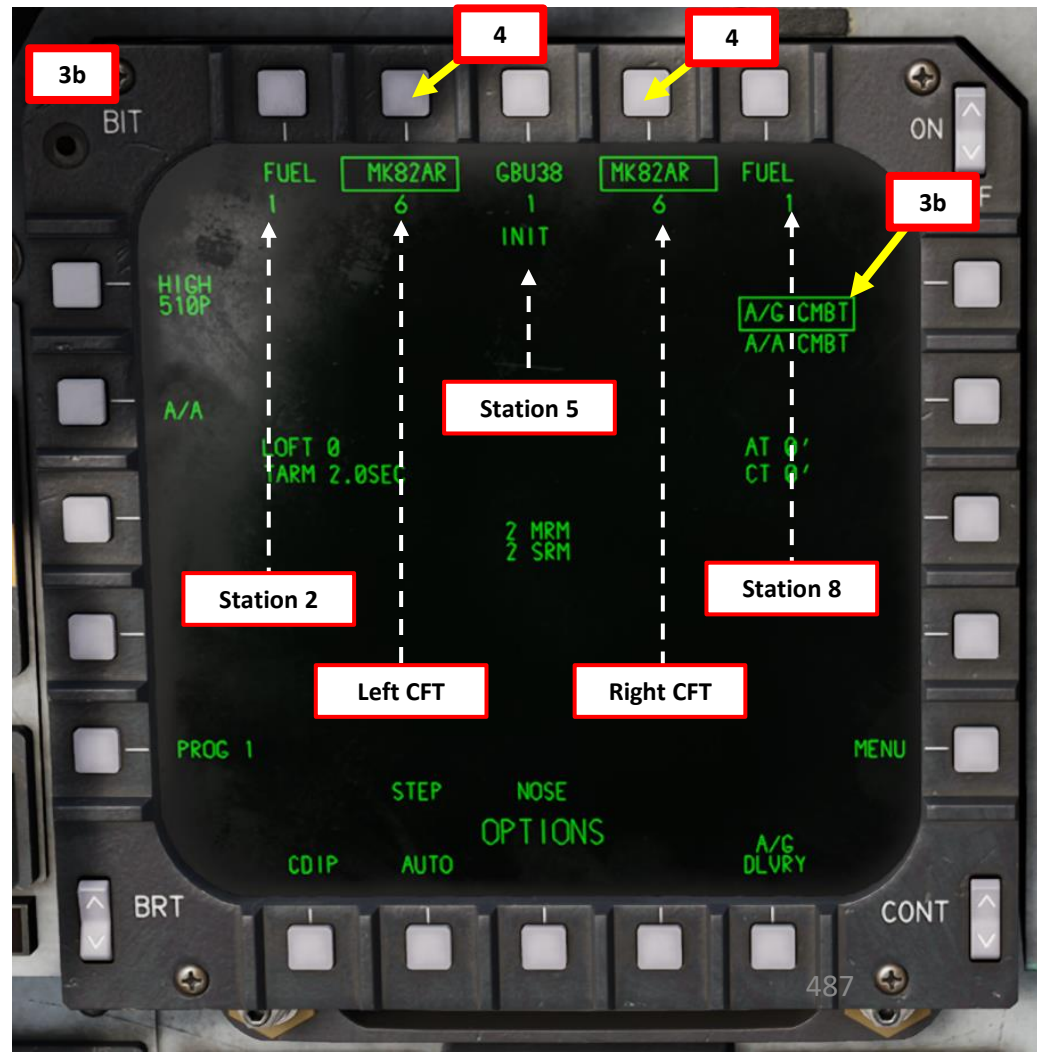 4
4
3b
BIT
ON
FUEL
MK82AR
GBU38
MK82AR
FUEL
1
6
1
6
1
3b
F
INIT
HIGH
510P
A/G CMBT
A/A CMBT
Station 5
A/A
LOFT 0
TARM 2.0SEC
AT 0'
CT 0'
2 MRM
2 SRM
Station 2
Station 8
Left CFT
Right CFT
PROG 1
MENU
STEP
NOSE
OPTIONS
CDIP
AUTO
A/G
DLVRY
BRT
CONT
487